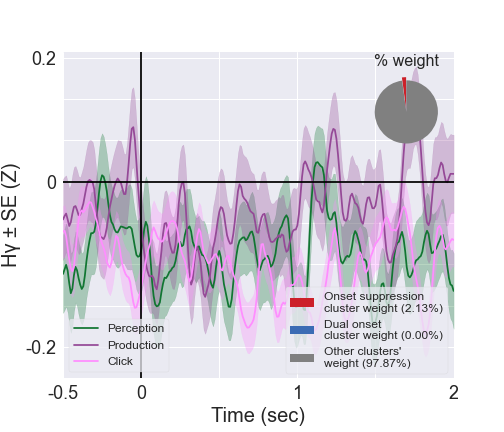 % weight
0.2
0
-0.2
Hγ ± SE (Z)
Perception
Production
Click
Onset suppression
cluster weight (2.13%)
Dual onset
cluster weight (0.00%)
Other clusters'
weight (97.87%)
-0.5
0
1
2
Time (sec)